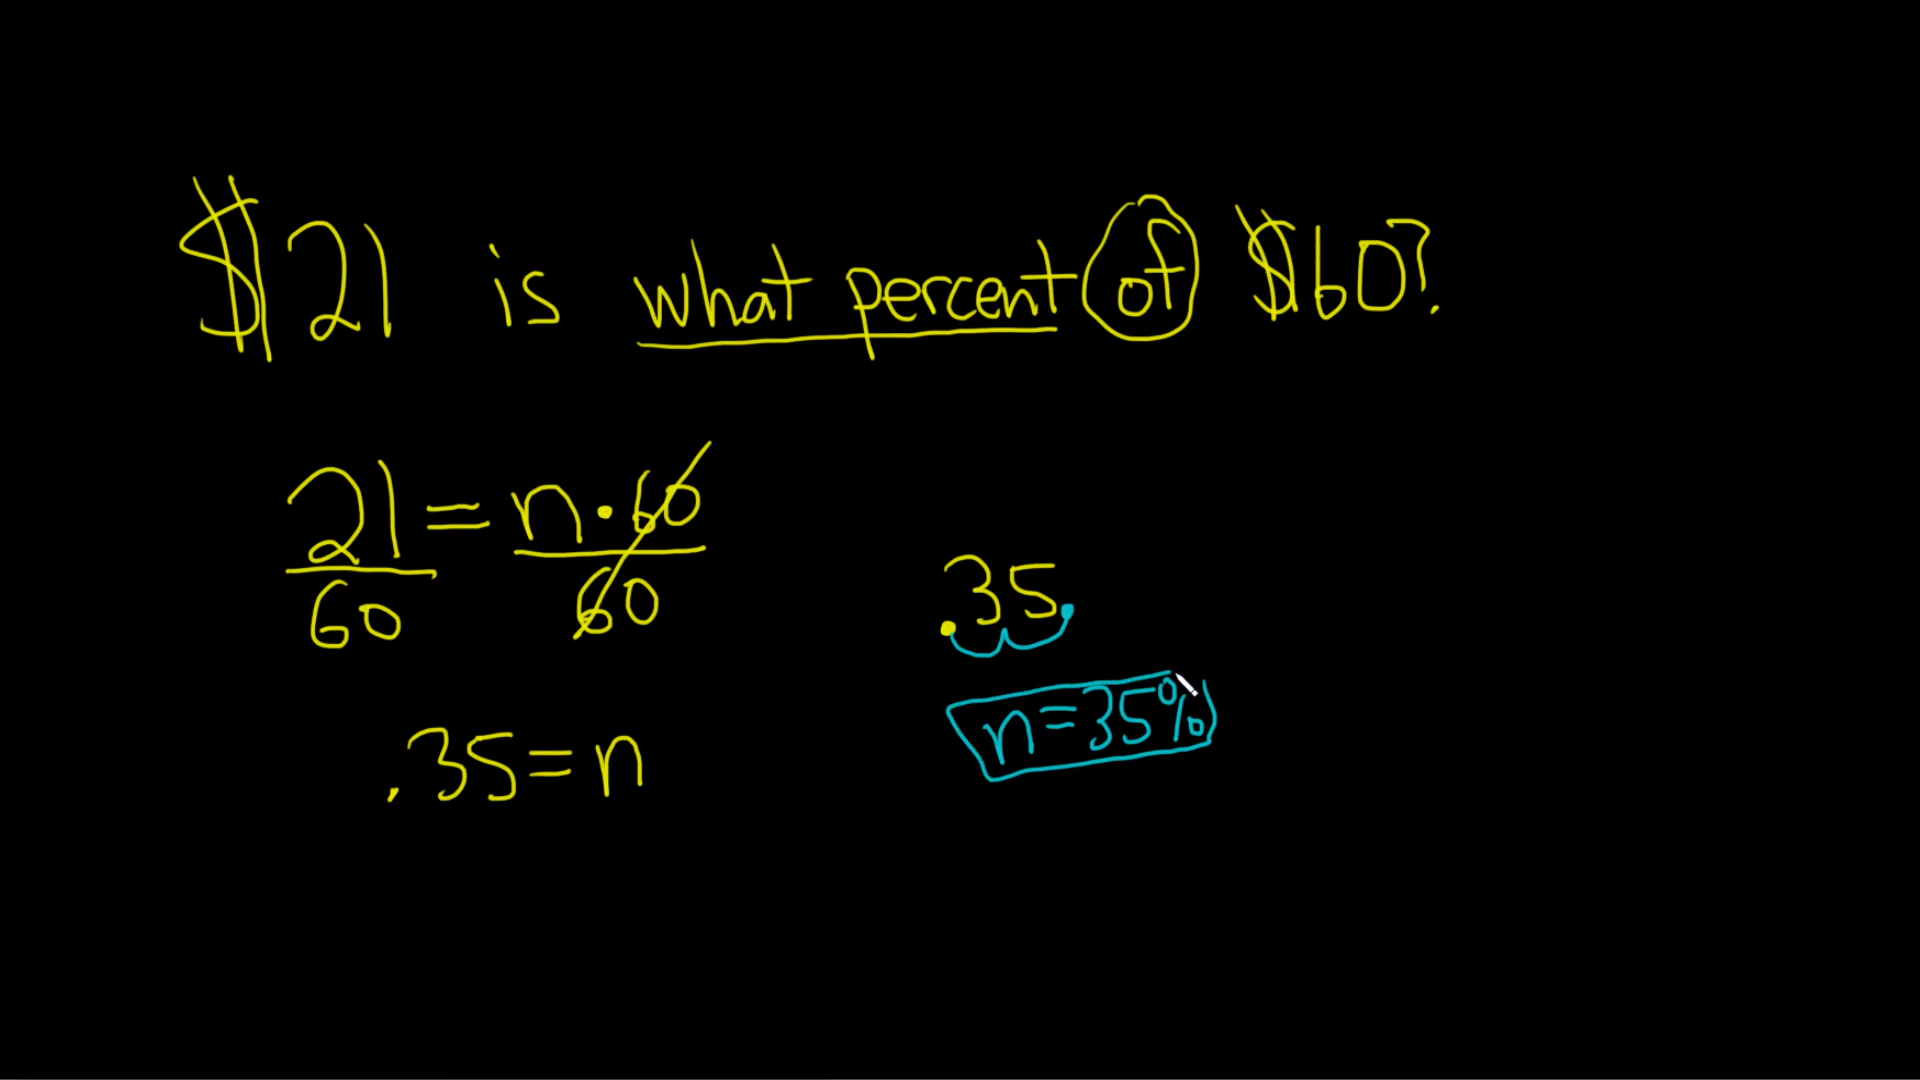 $21 is what percent of $60?
21 = n · 60
60 60
.35 = n
.35.
n = 35%